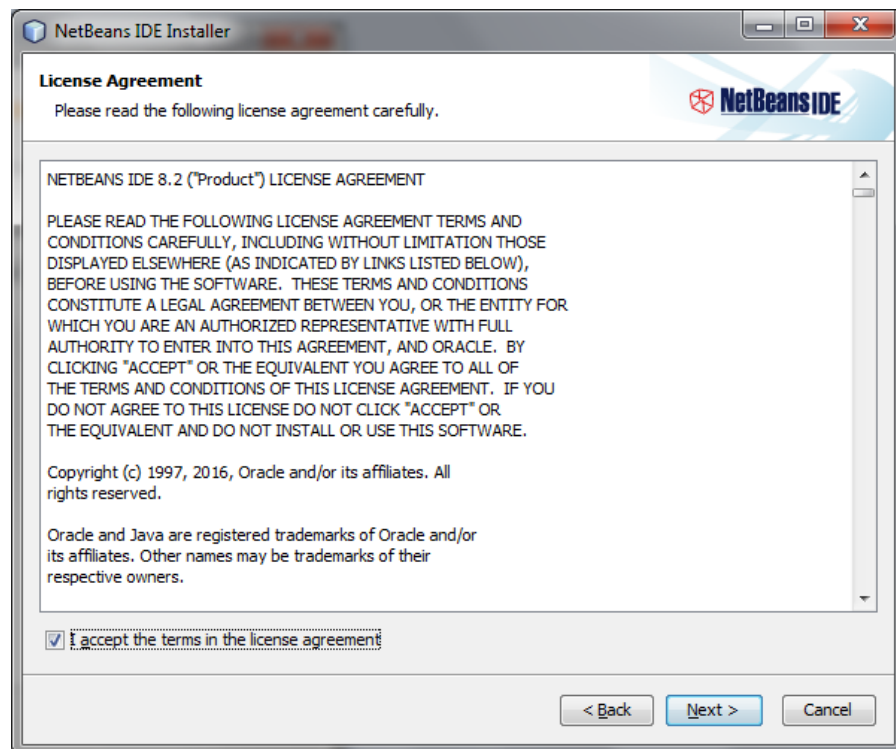 NetBeans IDE Installer
License Agreement
Please read the following license agreement carefully.
NetBeans IDE
NETBEANS IDE 8.2 ("Product") LICENSE AGREEMENT
PLEASE READ THE FOLLOWING LICENSE AGREEMENT TERMS AND
CONDITIONS CAREFULLY, INCLUDING WITHOUT LIMITATION THOSE
DISPLAYED ELSEWHERE (AS INDICATED BY LINKS LISTED BELOW),
BEFORE USING THE SOFTWARE.  THESE TERMS AND CONDITIONS
CONSTITUTE A LEGAL AGREEMENT BETWEEN YOU, OR THE ENTITY FOR
WHICH YOU ARE AN AUTHORIZED REPRESENTATIVE WITH FULL
AUTHORITY TO ENTER INTO THIS AGREEMENT, AND ORACLE.  BY
CLICKING "ACCEPT" OR THE EQUIVALENT YOU AGREE TO ALL OF
THE TERMS AND CONDITIONS OF THIS LICENSE AGREEMENT.  IF YOU
DO NOT AGREE TO THIS LICENSE DO NOT CLICK "ACCEPT" OR
THE EQUIVALENT AND DO NOT INSTALL OR USE THIS SOFTWARE.
Copyright (c) 1997, 2016, Oracle and/or its affiliates. All
rights reserved.
Oracle and Java are registered trademarks of Oracle and/or
its affiliates. Other names may be trademarks of their
respective owners.
I accept the terms in the license agreement
< Back
Next >
Cancel